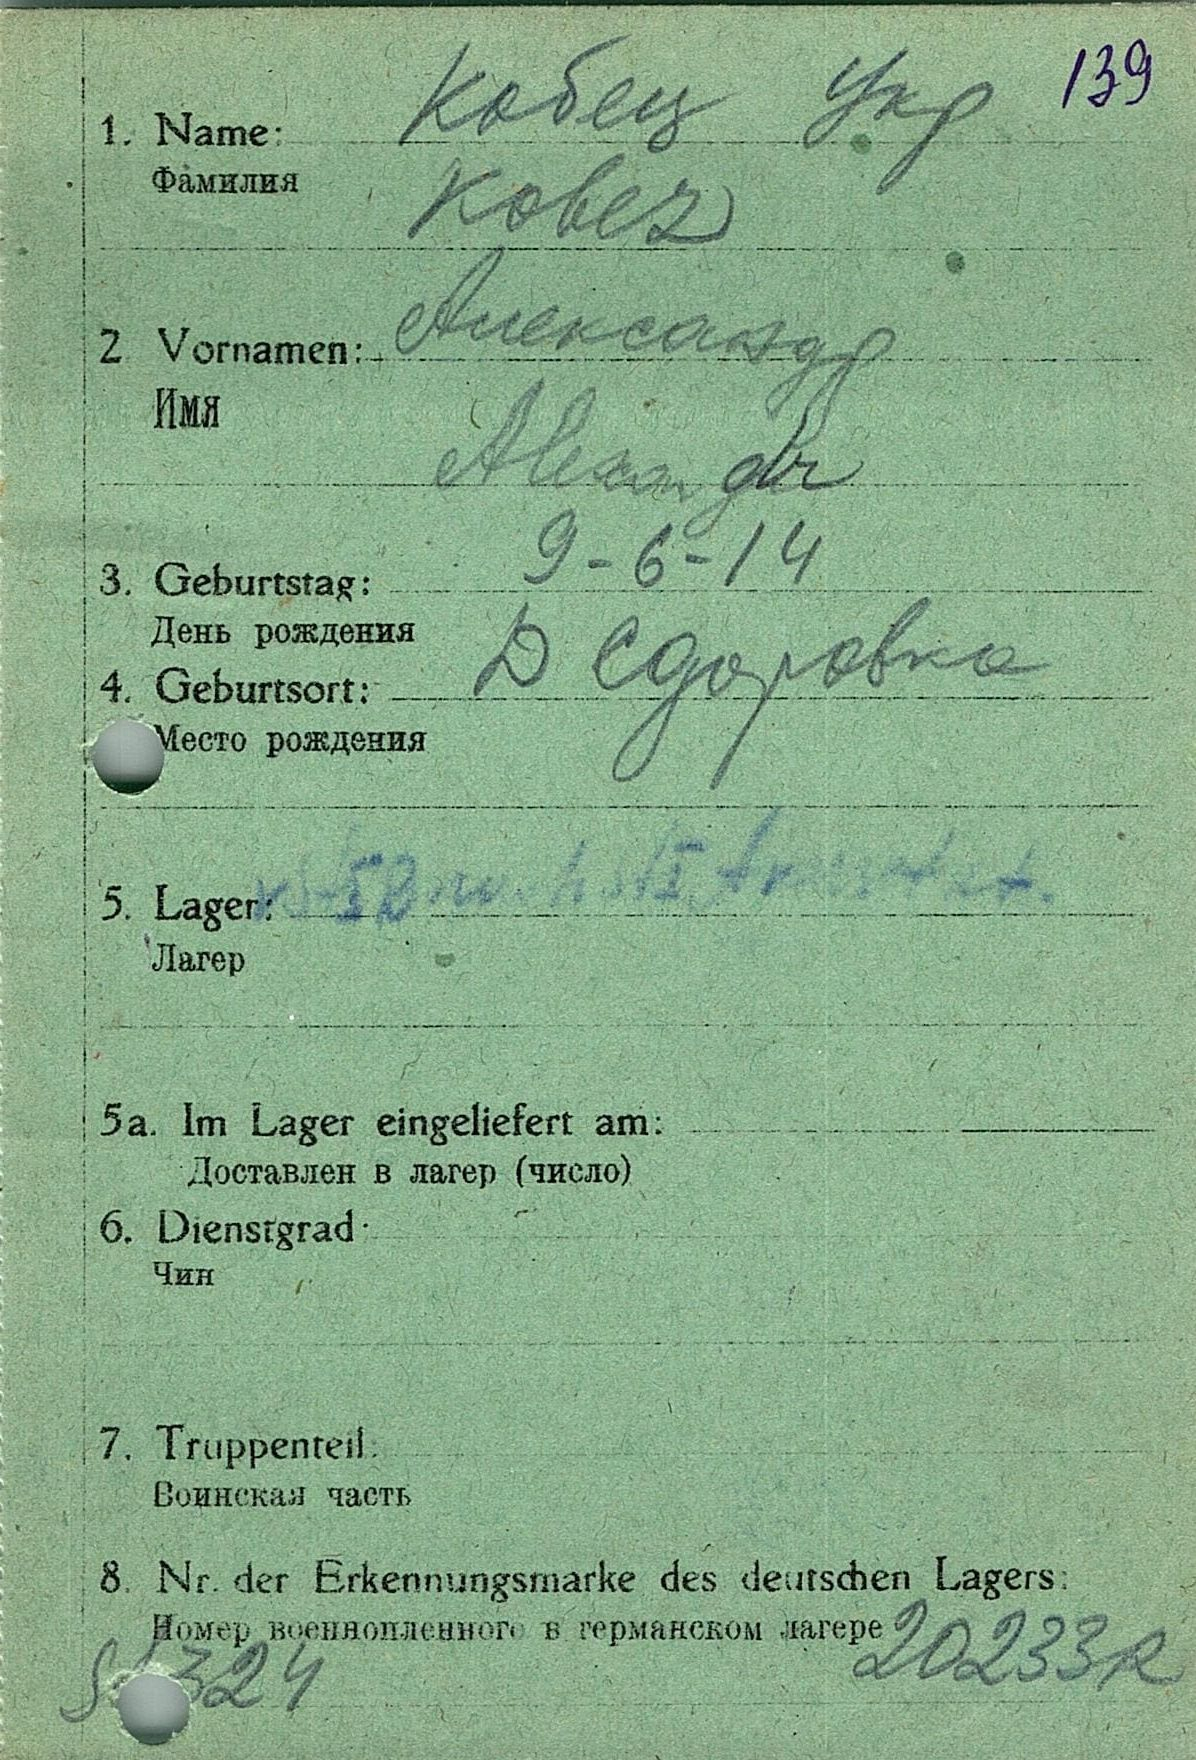 139
Кобец Укр
1. Name:
Фамилия
Kobez
Александр
2 Vornamen:
Имя
Alexander
9-6-14
3. Geburtstag:
День рождения
Д Сдоровка
4. Geburtsort:
Место рождения
5. Lager:
Лагер
5a. Im Lager eingeliefert am:
Доставлен в лагер (число)
6. Dienstgrad
Чин
7. Truppenteil:
Воинская часть
8. Nr. der Erkennungsmarke des deutschen Lagers:
Номер военнопленного в германском лагере 20233R
324